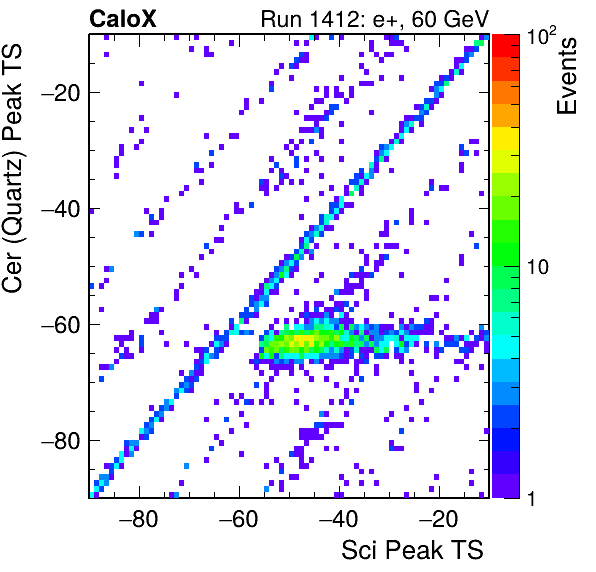 CaloX Run 1412: e+, 60 GeV
10²
Events
Cer (Quartz) Peak TS
−20
−40
10
−60
−80
1
−80 −60 −40 −20
Sci Peak TS